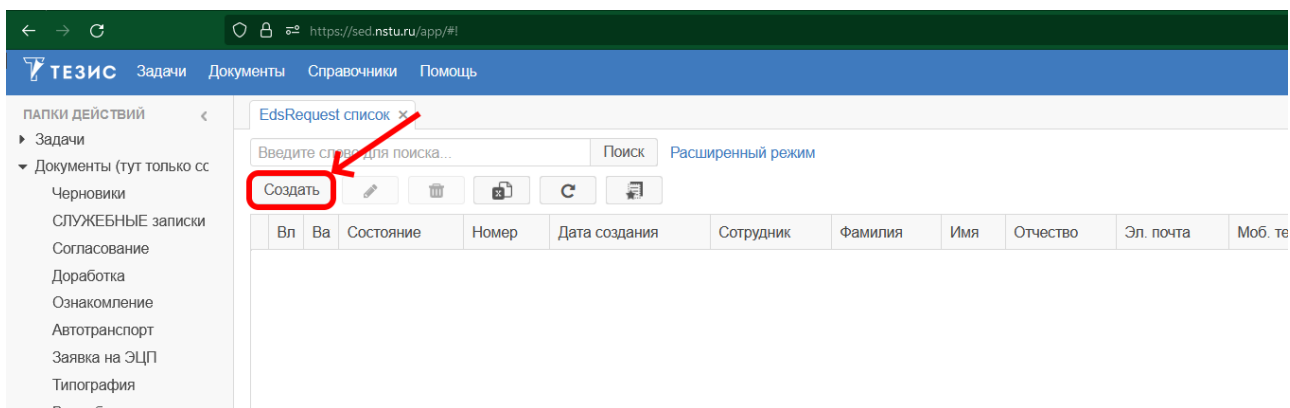 https://sed.nstu.ru/app/#!
ТЕЗИС Задачи Документы Справочники Помощь
ПАПКИ ДЕЙСТВИЙ
EdsRequest список ×
Задачи
Введите слово для поиска... Поиск Расширенный режим
Документы (тут только сс
Создать
Черновики
СЛУЖЕБНЫЕ записки
Вл Ва Состояние Номер Дата создания Сотрудник Фамилия Имя Отчество Эл. почта Моб. те
Согласование
Доработка
Ознакомление
Автотранспорт
Заявка на ЭЦП
Типография